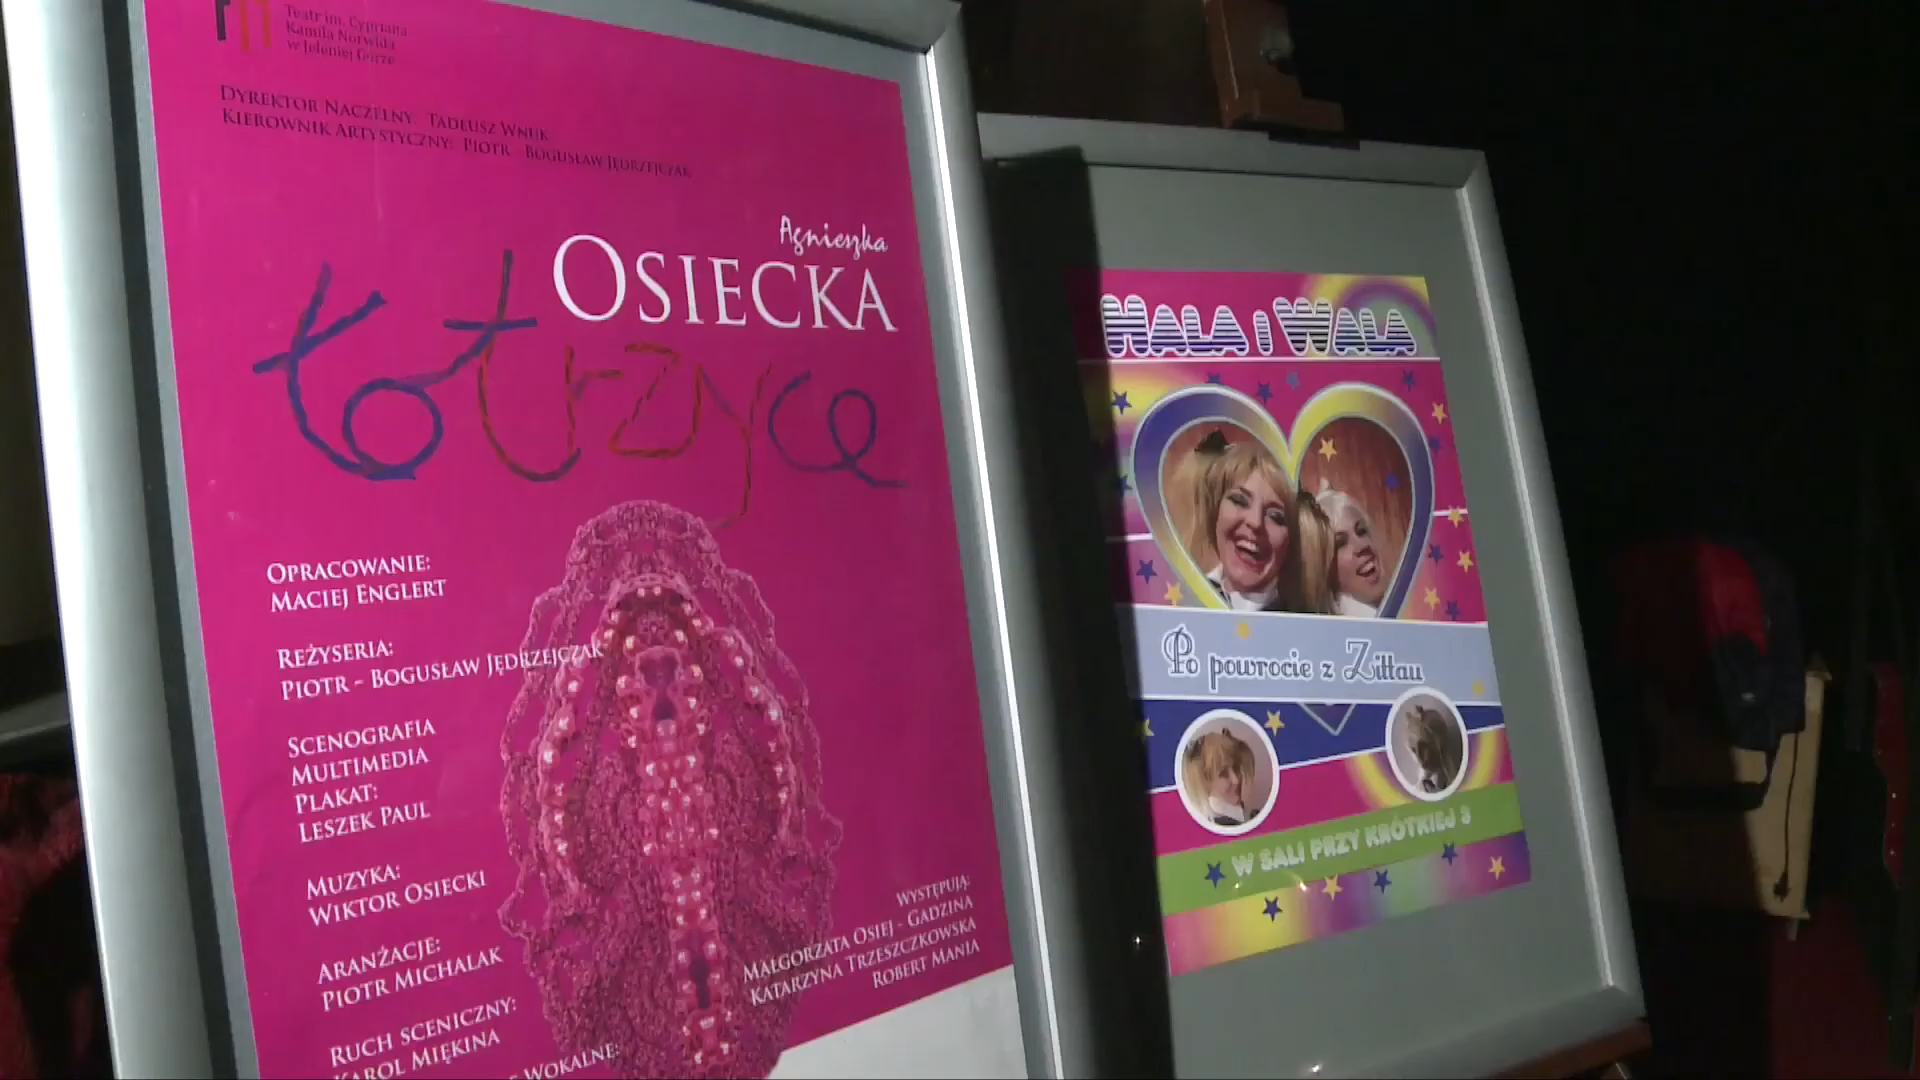 Teatr im. Cypriana
Kamila Norwida
w Jeleniej Górze
DYREKTOR NACZELNY: TADEUSZ WNUK
KIEROWNIK ARTYSTYCZNY: PIOTR - BOGUSŁAW JĘDRZEJCZAK
Agnieszka
OSIECKA
Łotrzyce
OPRACOWANIE:
MACIEJ ENGLERT
REŻYSERIA:
PIOTR - BOGUSŁAW JĘDRZEJCZAK
SCENOGRAFIA
MULTIMEDIA
PLAKAT:
LESZEK PAUL
MUZYKA:
WIKTOR OSIECKI
ARANŻACJE:
PIOTR MICHALAK
RUCH SCENICZNY:
KAROL MIĘKINA
WOKALNE:
WYSTĘPUJĄ:
MAŁGORZATA OSIEJ - GADZINA
KATARZYNA TRZESZCZKOWSKA
ROBERT MANIA
HALA I WALA
Po powrocie z Zittau
W SALI PRZY KRÓTKIEJ 3